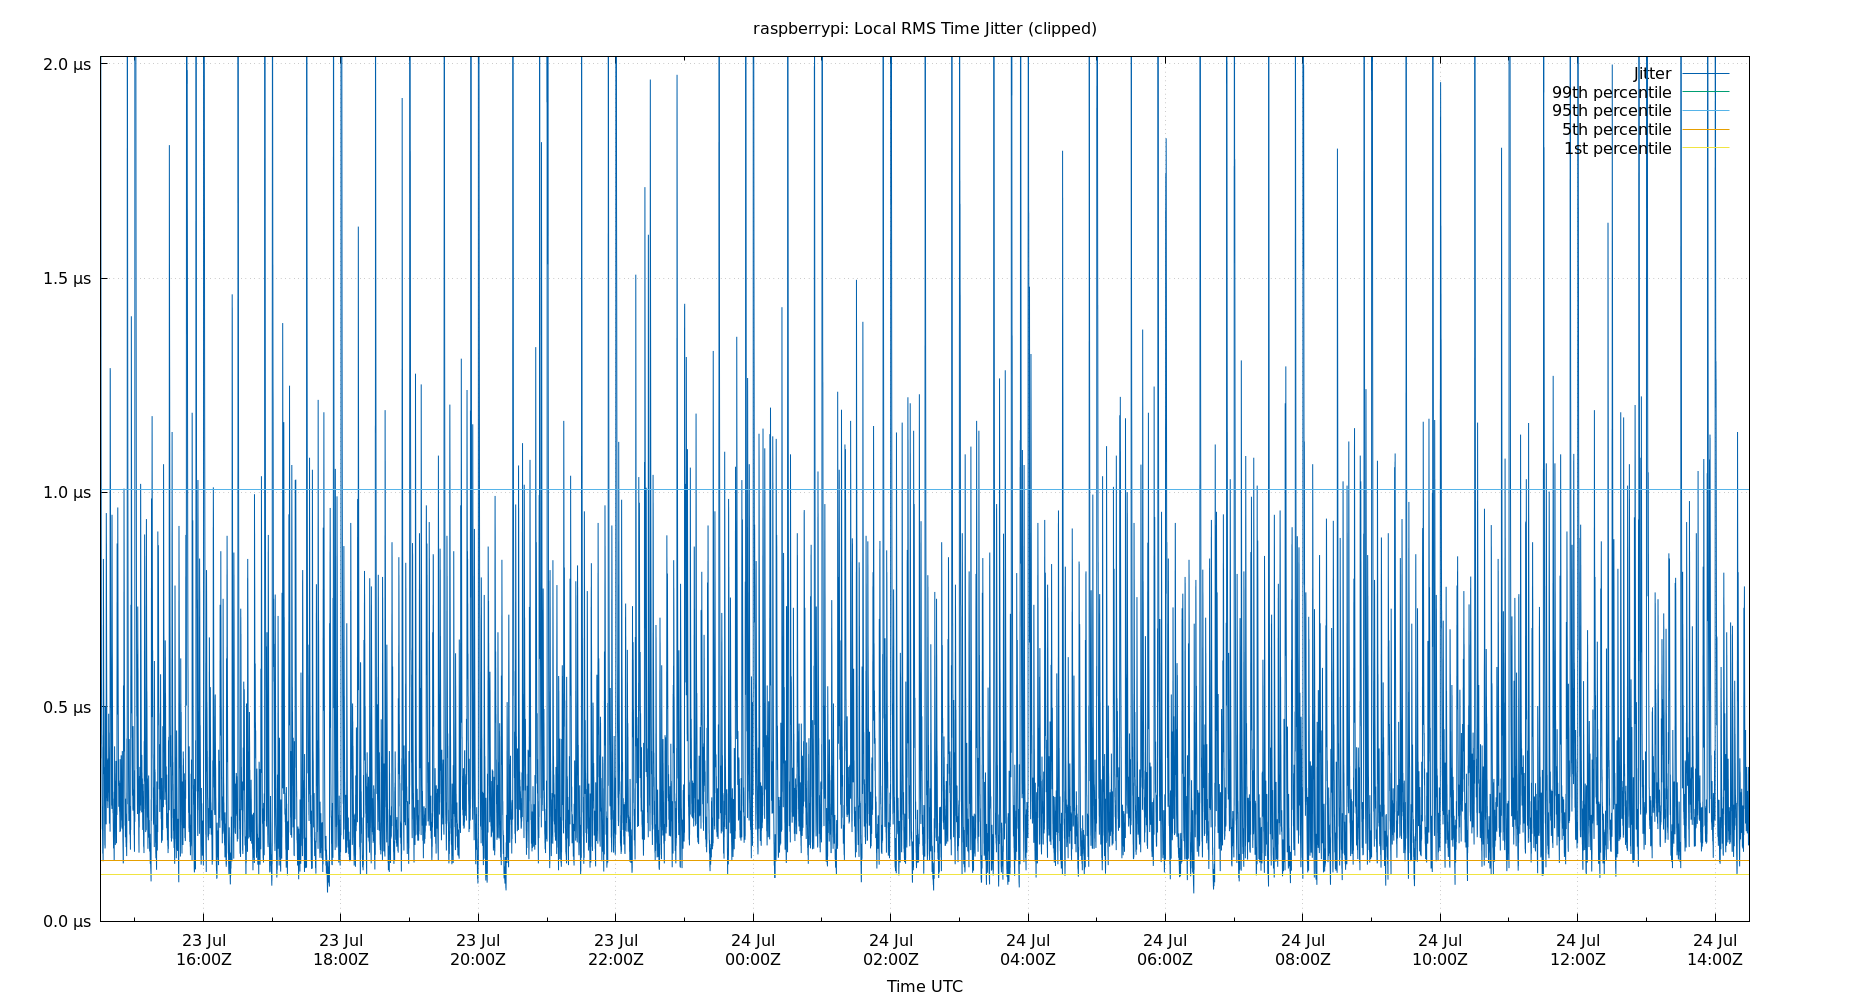 raspberrypi: Local RMS Time Jitter (clipped)
2.0 µs
1.5 µs
1.0 µs
0.5 µs
0.0 µs
Jitter
99th percentile
95th percentile
5th percentile
1st percentile
23 Jul 23 Jul 23 Jul 23 Jul 24 Jul 24 Jul 24 Jul 24 Jul 24 Jul 24 Jul 24 Jul 24 Jul
16:00Z 18:00Z 20:00Z 22:00Z 00:00Z 02:00Z 04:00Z 06:00Z 08:00Z 10:00Z 12:00Z 14:00Z
Time UTC